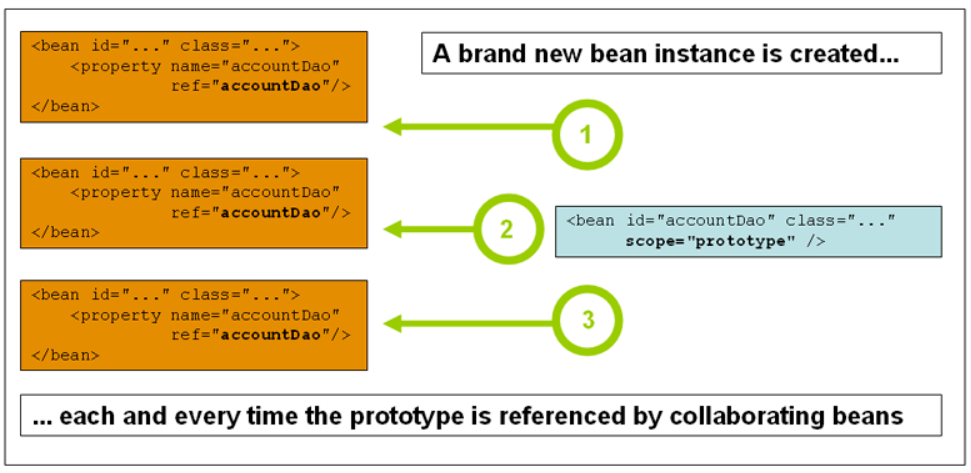 <bean id="..." class="...">
<property name="accountDao"
ref="accountDao"/>
</bean>
A brand new bean instance is created...
1
<bean id="..." class="...">
<property name="accountDao"
ref="accountDao"/>
</bean>
2
<bean id="accountDao" class="..."
scope="prototype" />
<bean id="..." class="...">
<property name="accountDao"
ref="accountDao"/>
</bean>
3
... each and every time the prototype is referenced by collaborating beans